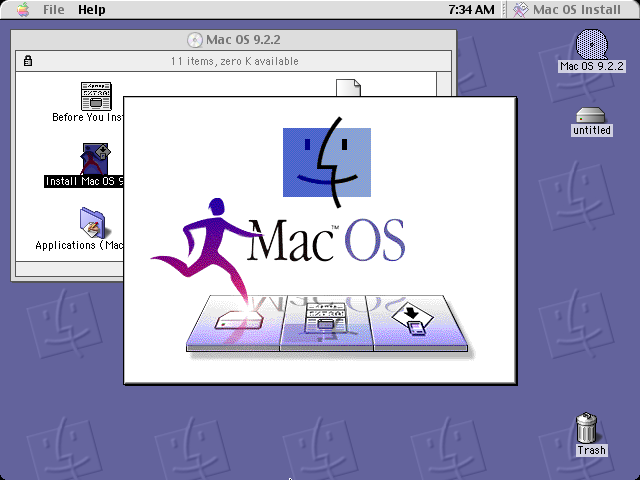 File Help 7:34 AM Mac OS Install
Mac OS 9.2.2
11 items, zero K available
Before You Inst
Install Mac OS 9
Applications (Mac
Mac™OS
Mac OS 9.2.2
untitled
Trash